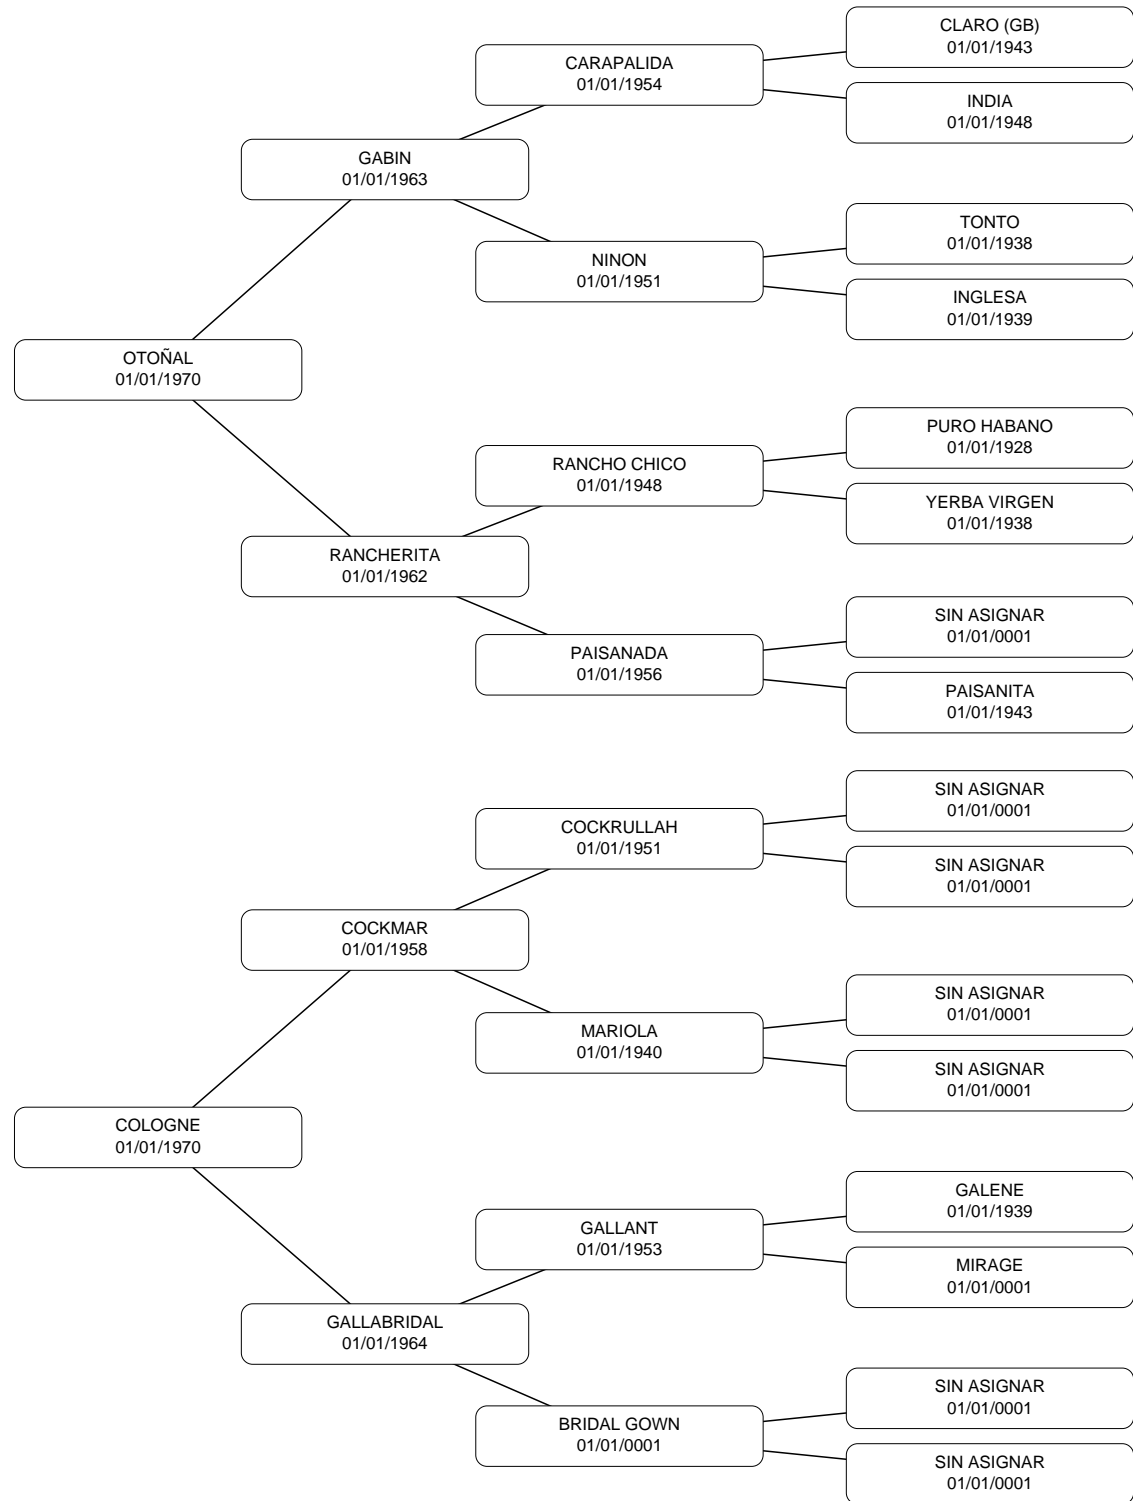 CLARO (GB)
01/01/1943
CARAPALIDA
01/01/1954
INDIA
01/01/1948
GABIN
01/01/1963
TONTO
01/01/1938
NINON
01/01/1951
INGLESA
01/01/1939
OTOÑAL
01/01/1970
PURO HABANO
01/01/1928
RANCHO CHICO
01/01/1948
YERBA VIRGEN
01/01/1938
RANCHERITA
01/01/1962
SIN ASIGNAR
01/01/0001
PAISANADA
01/01/1956
PAISANITA
01/01/1943
SIN ASIGNAR
01/01/0001
COCKRULLAH
01/01/1951
SIN ASIGNAR
01/01/0001
COCKMAR
01/01/1958
SIN ASIGNAR
01/01/0001
MARIOLA
01/01/1940
SIN ASIGNAR
01/01/0001
COLOGNE
01/01/1970
GALENE
01/01/1939
GALLANT
01/01/1953
MIRAGE
01/01/0001
GALLABRIDAL
01/01/1964
SIN ASIGNAR
01/01/0001
BRIDAL GOWN
01/01/0001
SIN ASIGNAR
01/01/0001